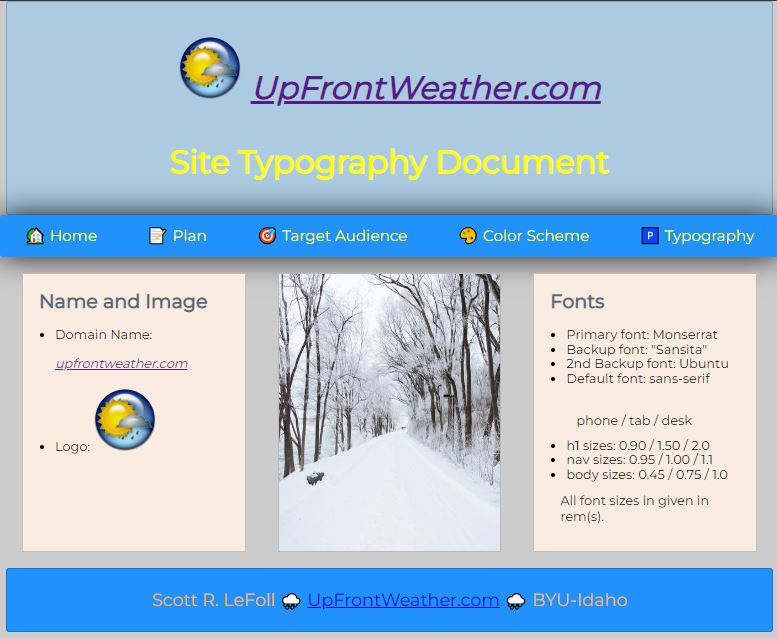 UpFrontWeather.com
Site Typography Document
Home Plan Target Audience Color Scheme P Typography
Name and Image
Domain Name:
upfrontweather.com
Logo:
Fonts
Primary font: Monserrat
Backup font: "Sansita"
2nd Backup font: Ubuntu
Default font: sans-serif
phone / tab / desk
h1 sizes: 0.90 / 1.50 / 2.0
nav sizes: 0.95 / 1.00 / 1.1
body sizes: 0.45 / 0.75 / 1.0
All font sizes in given in
rem(s).
Scott R. LeFoll UpFrontWeather.com BYU-Idaho